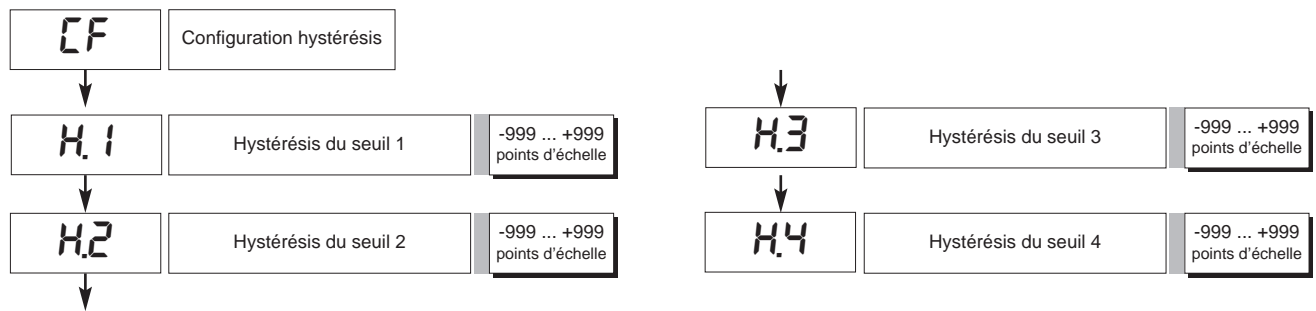 CF
Configuration hystérésis
H.1
Hystérésis du seuil 1
-999 ... +999
points d'échelle
H.2
Hystérésis du seuil 2
-999 ... +999
points d'échelle
H.3
Hystérésis du seuil 3
-999 ... +999
points d'échelle
H.4
Hystérésis du seuil 4
-999 ... +999
points d'échelle